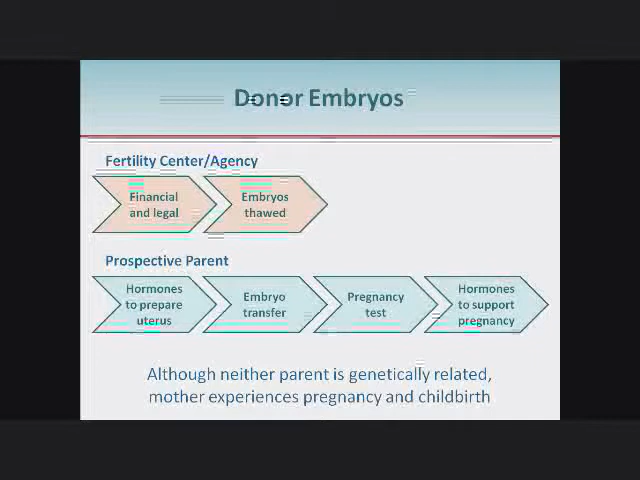 Donor Embryos
Fertility Center/Agency
Financial
and legal
Embryos
thawed
Prospective Parent
Hormones
to prepare
uterus
Embryo
transfer
Pregnancy
test
Hormones
to support
pregnancy
Although neither parent is genetically related,
mother experiences pregnancy and childbirth